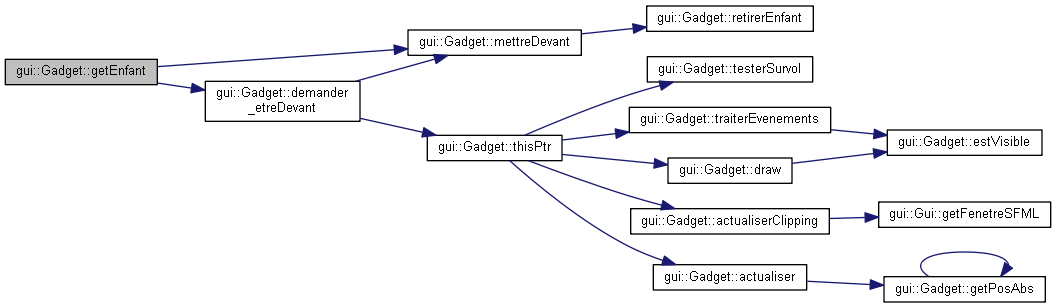 gui::Gadget::getEnfant
gui::Gadget::demander
_etreDevant
gui::Gadget::mettreDevant
gui::Gadget::thisPtr
gui::Gadget::retirerEnfant
gui::Gadget::testerSurvol
gui::Gadget::traiterEvenements
gui::Gadget::draw
gui::Gadget::actualiserClipping
gui::Gadget::actualiser
gui::Gadget::estVisible
gui::Gui::getFenetreSFML
gui::Gadget::getPosAbs